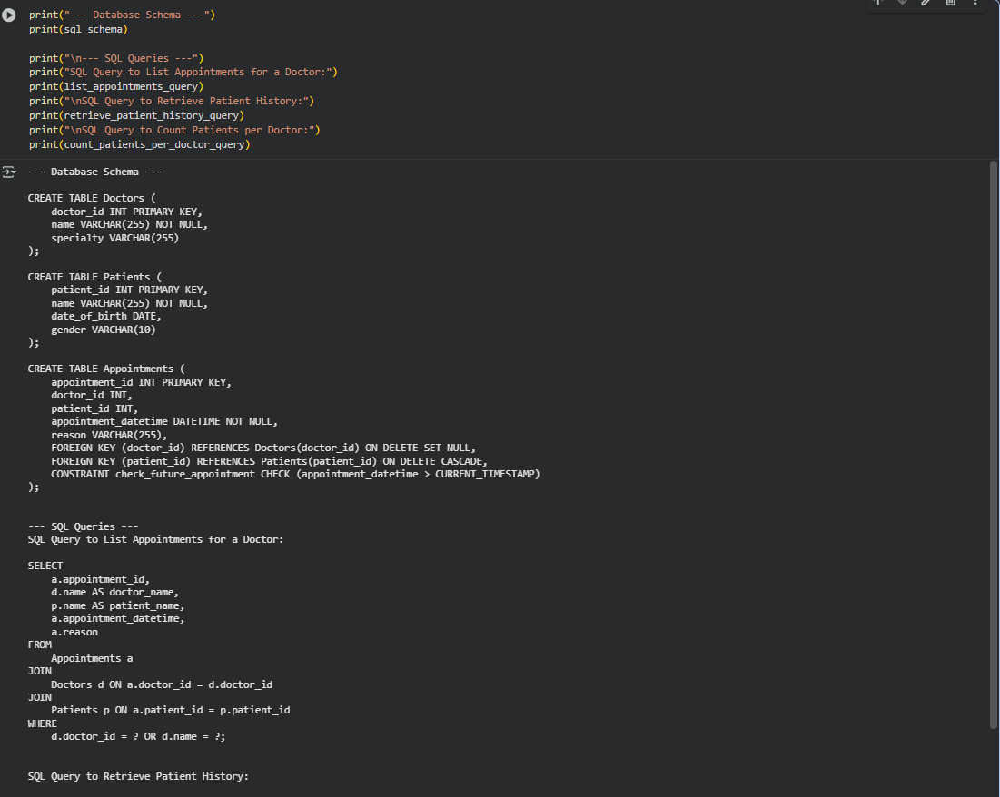 print("--- Database Schema ---")
print(sql_schema)
print("\n--- SQL Queries ---")
print("SQL Query to List Appointments for a Doctor:")
print(list_appointments_query)
print("\nSQL Query to Retrieve Patient History:")
print(retrieve_patient_history_query)
print("\nSQL Query to Count Patients per Doctor:")
print(count_patients_per_doctor_query)
--- Database Schema ---
CREATE TABLE Doctors (
    doctor_id INT PRIMARY KEY,
    name VARCHAR(255) NOT NULL,
    specialty VARCHAR(255)
);
CREATE TABLE Patients (
    patient_id INT PRIMARY KEY,
    name VARCHAR(255) NOT NULL,
    date_of_birth DATE,
    gender VARCHAR(10)
);
CREATE TABLE Appointments (
    appointment_id INT PRIMARY KEY,
    doctor_id INT,
    patient_id INT,
    appointment_datetime DATETIME NOT NULL,
    reason VARCHAR(255),
    FOREIGN KEY (doctor_id) REFERENCES Doctors(doctor_id) ON DELETE SET NULL,
    FOREIGN KEY (patient_id) REFERENCES Patients(patient_id) ON DELETE CASCADE,
    CONSTRAINT check_future_appointment CHECK (appointment_datetime > CURRENT_TIMESTAMP)
);
--- SQL Queries ---
SQL Query to List Appointments for a Doctor:
SELECT
    a.appointment_id,
    d.name AS doctor_name,
    p.name AS patient_name,
    a.appointment_datetime,
    a.reason
FROM
    Appointments a
JOIN
    Doctors d ON a.doctor_id = d.doctor_id
JOIN
    Patients p ON a.patient_id = p.patient_id
WHERE
    d.doctor_id = ? OR d.name = ?;
SQL Query to Retrieve Patient History: